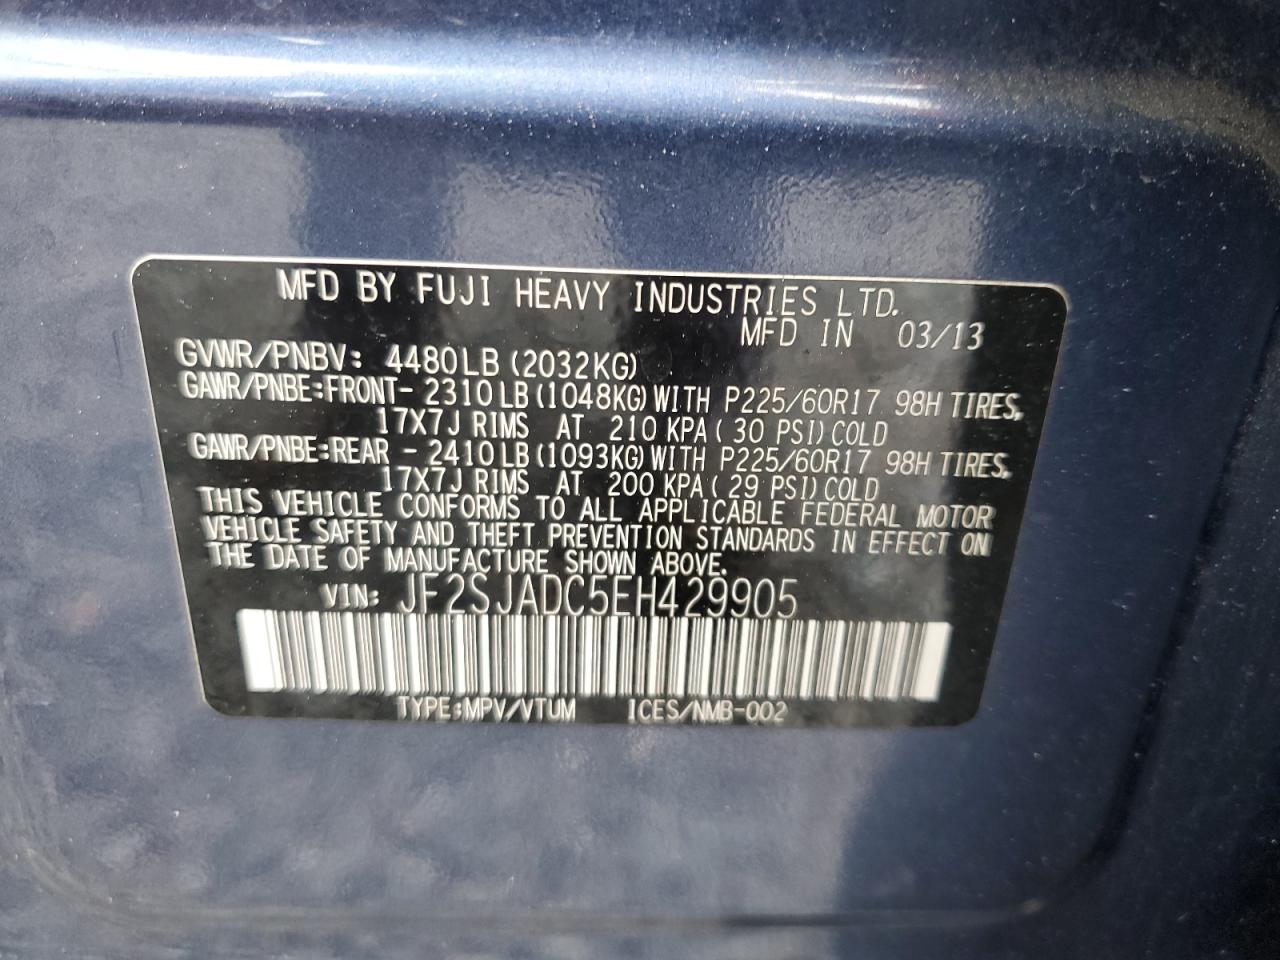 MFD BY FUJI HEAVY INDUSTRIES LTD.
MFD IN 03/13
GVWR/PNBV: 4480LB (2032KG)
GAWR/PNBE:FRONT- 2310LB (1048KG) WITH P225/60R17 98H TIRES,
17X7J RIMS AT 210 KPA( 30 PSI) COLD
GAWR/PNBE:REAR - 2410LB (1093KG) WITH P225/60R17 98H TIRES,
17X7J RIMS AT 200 KPA( 29 PSI) COLD
THIS VEHICLE CONFORMS TO ALL APPLICABLE FEDERAL MOTOR
VEHICLE SAFETY AND THEFT PREVENTION STANDARDS IN EFFECT ON
THE DATE OF MANUFACTURE SHOWN ABOVE.
VIN: JF2SJADC5EH429905
TYPE:MPV/VTUM ICES/NMB-002